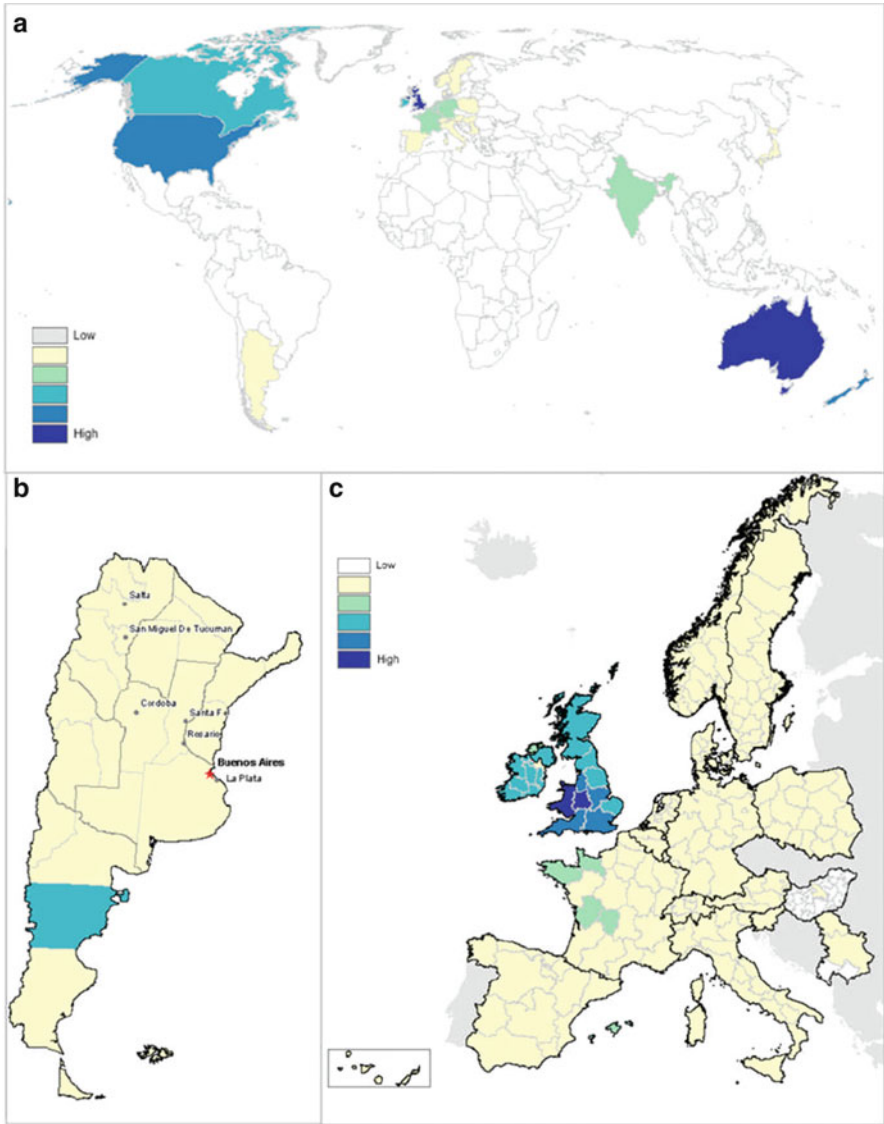 a
Low
High
b
Salta
San Miguel De Tucuman
Cordoba
Santa Fe
Rosario
Buenos Aires
La Plata
c
Low
High